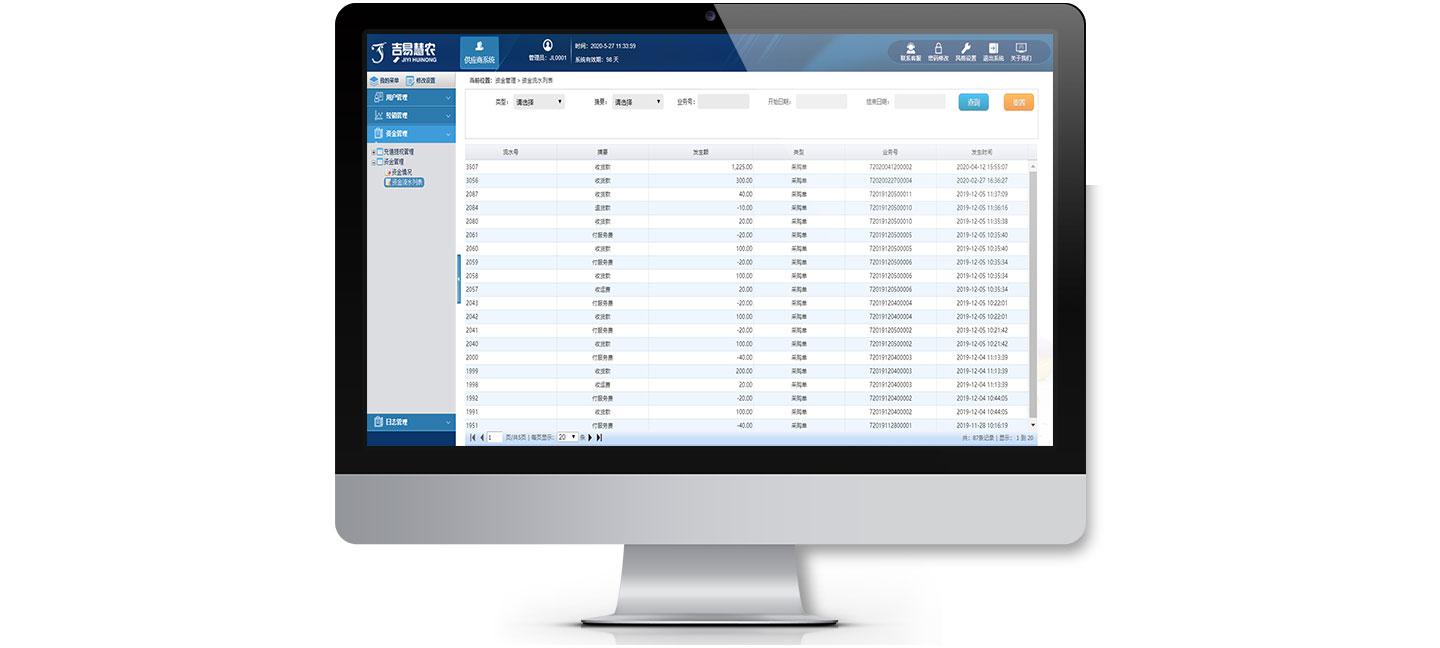 吉易慧农
JIYI HUINONG
供应商系统
管理员：JL0001
时间：2020-5-27 11:33:59
系统有效期：98 天
联系客服 密码修改 风格设置 退出系统 关于我们
我的菜单 修改设置
当前位置：资金管理 > 资金流水列表
用户管理
资金管理
充值提现管理
资金管理
资金情况
资金流水列表
日志管理
类型： 请选择 摘要： 请选择 业务号： 开始日期： 结束日期： 查询 重置
流水号 摘要 发生额 类型 业务号 发生时间
3507 收货款 1,225.00 采购单 72020041200002 2020-04-12 15:55:07
3056 收货款 300.00 采购单 72020022700004 2020-02-27 16:36:27
2087 收货款 40.00 采购单 72019120500011 2019-12-05 11:37:09
2084 退货款 -10.00 采购单 72019120500010 2019-12-05 11:36:16
2080 收货款 20.00 采购单 72019120500010 2019-12-05 11:35:38
2061 付服务费 -20.00 采购单 72019120500005 2019-12-05 10:35:40
2060 收货款 100.00 采购单 72019120500005 2019-12-05 10:35:40
2059 付服务费 -20.00 采购单 72019120500006 2019-12-05 10:35:34
2058 收货款 100.00 采购单 72019120500006 2019-12-05 10:35:34
2057 收运费 20.00 采购单 72019120500006 2019-12-05 10:35:34
2043 付服务费 -20.00 采购单 72019120400004 2019-12-05 10:22:01
2042 收货款 100.00 采购单 72019120400004 2019-12-05 10:22:01
2041 付服务费 -20.00 采购单 72019120500002 2019-12-05 10:21:42
2040 收货款 100.00 采购单 72019120500002 2019-12-05 10:21:42
2000 付服务费 -40.00 采购单 72019120400003 2019-12-04 11:13:39
1999 收货款 200.00 采购单 72019120400003 2019-12-04 11:13:39
1998 收运费 20.00 采购单 72019120400003 2019-12-04 11:13:39
1992 付服务费 -20.00 采购单 72019120400002 2019-12-04 10:44:05
1991 收货款 100.00 采购单 72019120400002 2019-12-04 10:44:05
1951 付服务费 -40.00 采购单 72019112800001 2019-11-28 10:16:19
1 页/共5页 | 每页显示： 20 条
共：87条记录 | 显示： 1 到 20